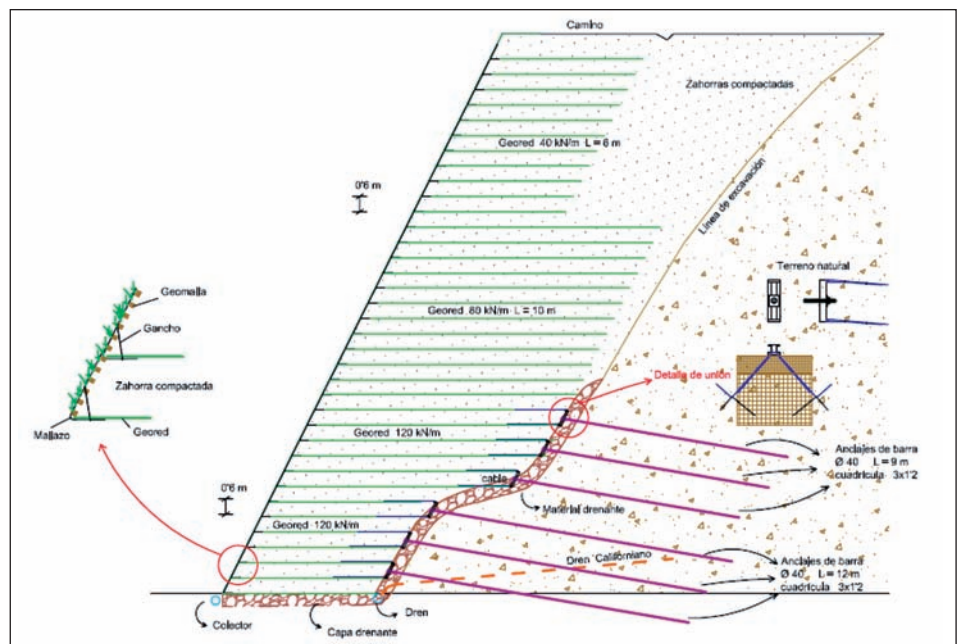 Camino
Zahorras compactadas
Geored 40 kN/m L = 6 m
0'6 m
Línea de excavación
Terreno natural
Geomalla
Gancho
Zahorra compactada
Mallazo
Geored
Geored 80 kN/m L = 10 m
Detalle de unión
Geored 120 kN/m
Anclajes de barra
Ø 40 L = 9 m
cuadrícula 3x1'2
cable
0'6 m
Material drenante
Geored 120 kN/m
Dren Californiano
Anclajes de barra
Ø 40 L = 12 m
cuadrícula 3x1'2
Colector
Capa drenante
Dren